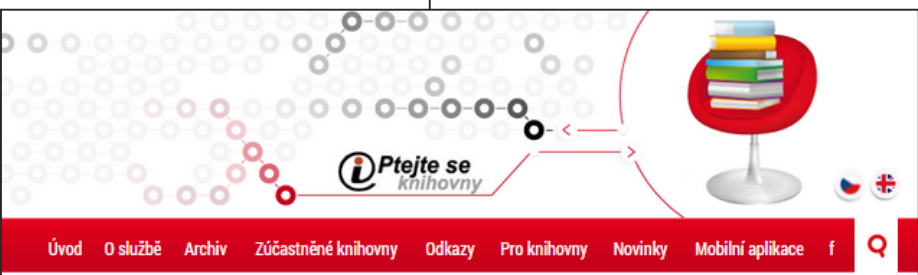 Ptejte se
knihovny
Úvod O službě Archiv Zúčastněné knihovny Odkazy Pro knihovny Novinky Mobilní aplikace f